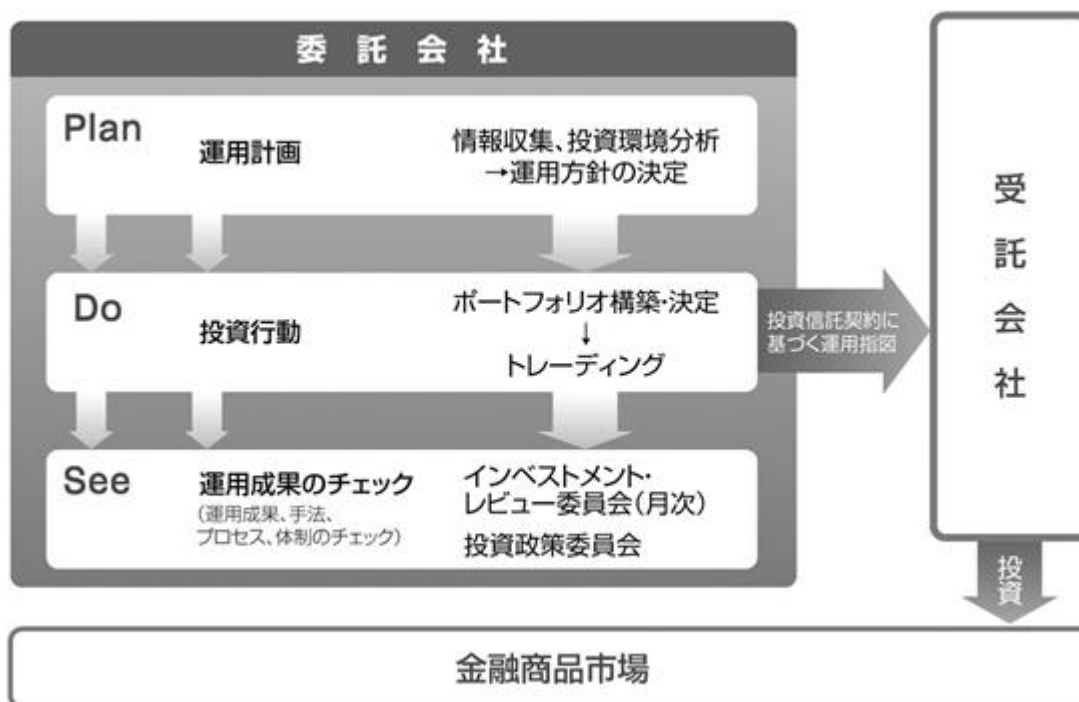 委託会社
Plan
運用計画
情報収集、投資環境分析
→運用方針の決定
Do
投資行動
ポートフォリオ構築・決定
↓
トレーディング
投資信託契約に
基づく運用指図
See
運用成果のチェック
(運用成果、手法、
プロセス、体制のチェック)
インベストメント・
レビュー委員会(月次)
投資政策委員会
受託会社
投資
金融商品市場